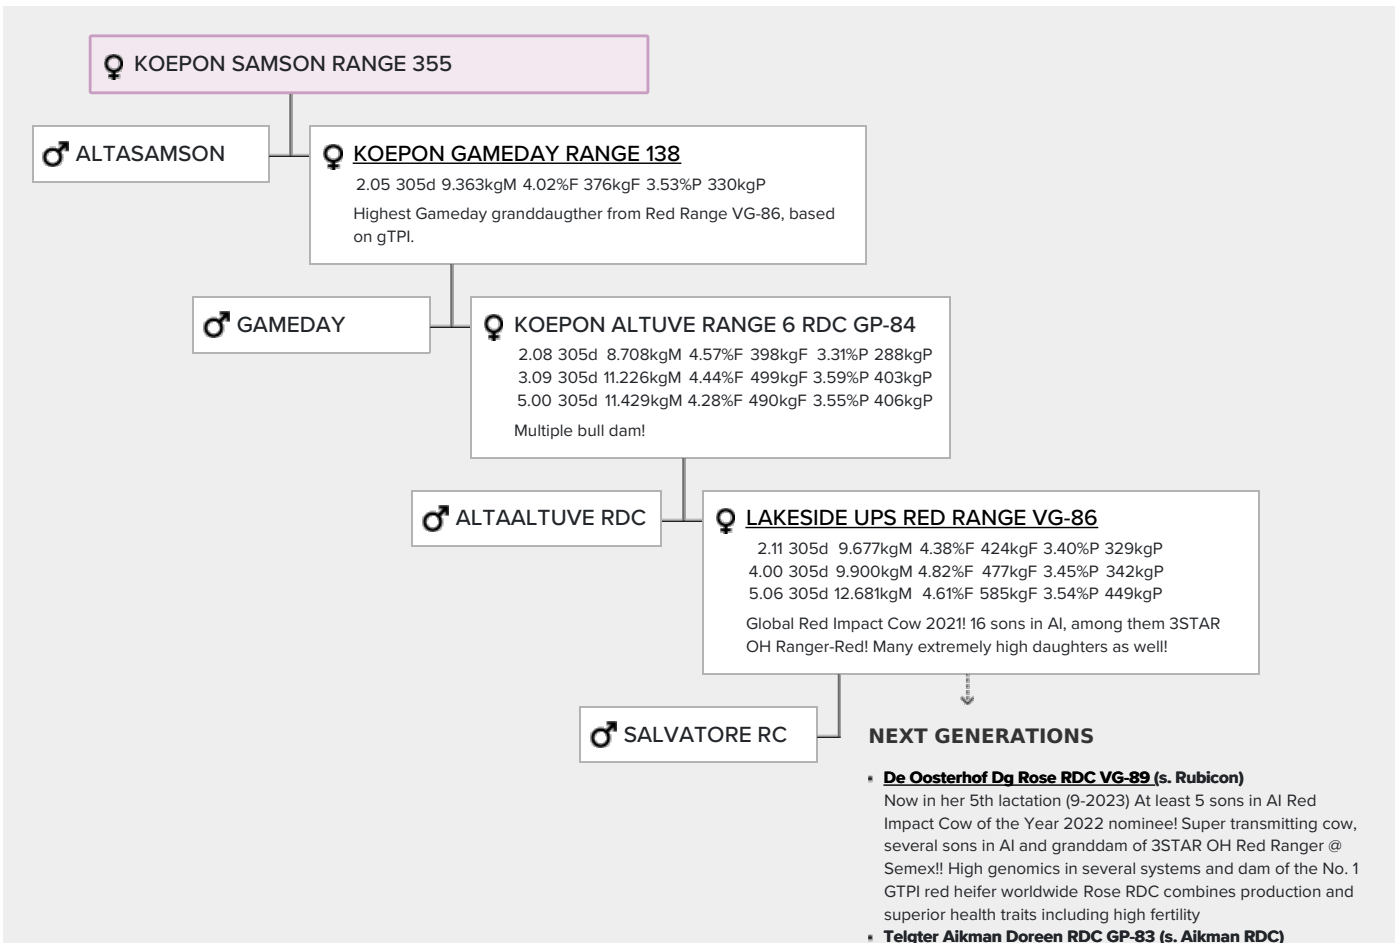 KOEPON SAMSON RANGE 355
ALTASAMSON
KOEPON GAMEDAY RANGE 138
2.05 305d 9.363kgM 4.02%F 376kgF 3.53%P 330kgP
Highest Gameday granddaugther from Red Range VG-86, based
on gTPI.
GAMEDAY
KOEPON ALTUVE RANGE 6 RDC GP-84
2.08 305d 8.708kgM 4.57%F 398kgF 3.31%P 288kgP
3.09 305d 11.226kgM 4.44%F 499kgF 3.59%P 403kgP
5.00 305d 11.429kgM 4.28%F 490kgF 3.55%P 406kgP
Multiple bull dam!
ALTAALTUVE RDC
LAKESIDE UPS RED RANGE VG-86
2.11 305d 9.677kgM 4.38%F 424kgF 3.40%P 329kgP
4.00 305d 9.900kgM 4.82%F 477kgF 3.45%P 342kgP
5.06 305d 12.681kgM 4.61%F 585kgF 3.54%P 449kgP
Global Red Impact Cow 2021! 16 sons in AI, among them 3STAR
OH Ranger-Red! Many extremely high daughters as well!
SALVATORE RC
NEXT GENERATIONS
▪ De Oosterhof Dg Rose RDC VG-89 (s. Rubicon)
Now in her 5th lactation (9-2023) At least 5 sons in AI Red
Impact Cow of the Year 2022 nominee! Super transmitting cow,
several sons in AI and granddam of 3STAR OH Red Ranger @
Semex!! High genomics in several systems and dam of the No. 1
GTPI red heifer worldwide Rose RDC combines production and
superior health traits including high fertility
▪ Telgter Aikman Doreen RDC GP-83 (s. Aikman RDC)